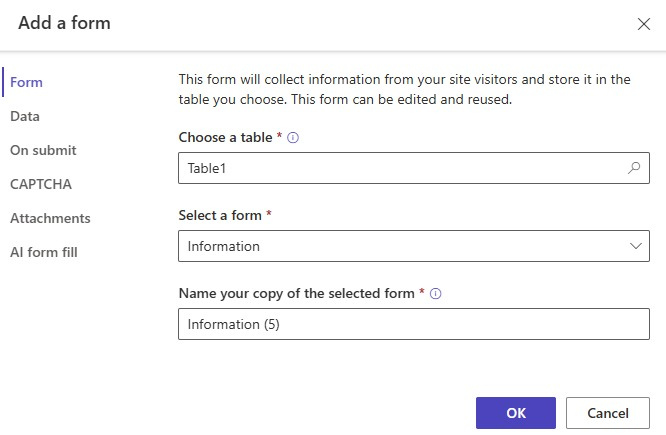 Add a form
Form
Data
On submit
CAPTCHA
Attachments
AI form fill
This form will collect information from your site visitors and store it in the
table you choose. This form can be edited and reused.
Choose a table *
Table1
Select a form *
Information
Name your copy of the selected form *
Information (5)
OK
Cancel